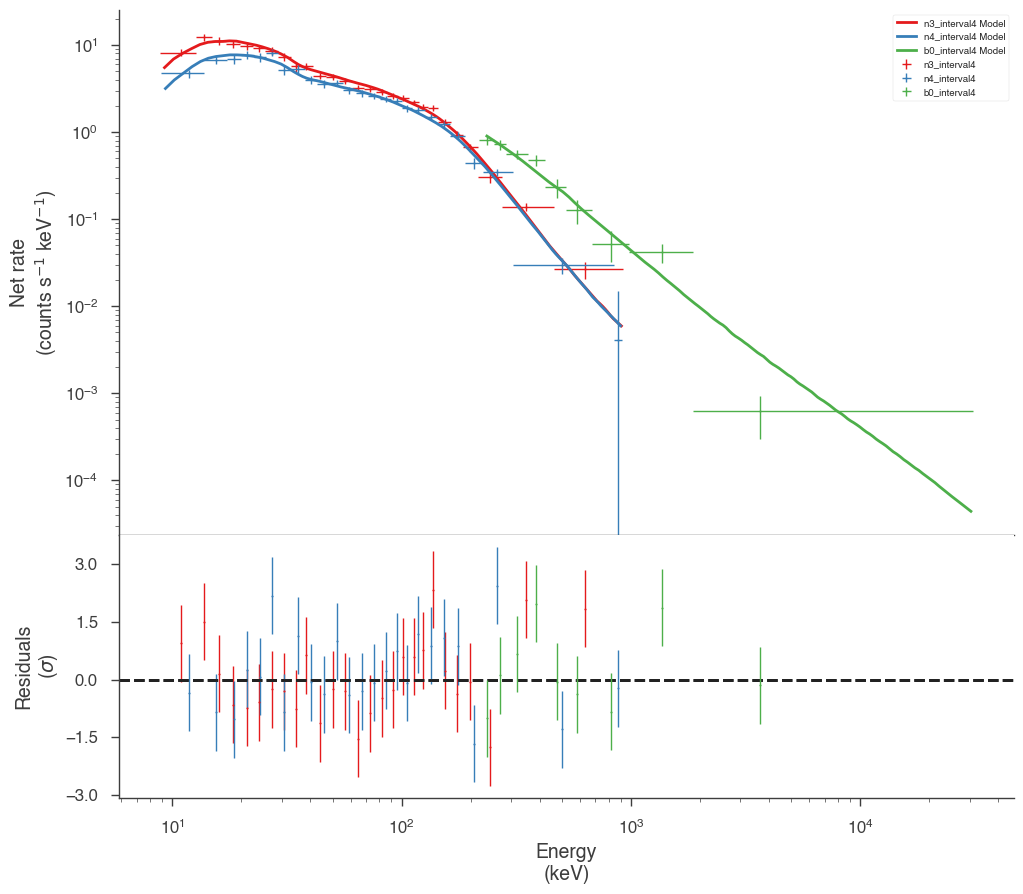 n3_interval4 Model
n4_interval4 Model
b0_interval4 Model
n3_interval4
n4_interval4
b0_interval4
Net rate
(counts s⁻¹ keV⁻¹)
10¹
10⁰
10⁻¹
10⁻²
10⁻³
10⁻⁴
Residuals
(σ)
3.0
1.5
0.0
−1.5
−3.0
10¹ 10² 10³ 10⁴
Energy
(keV)